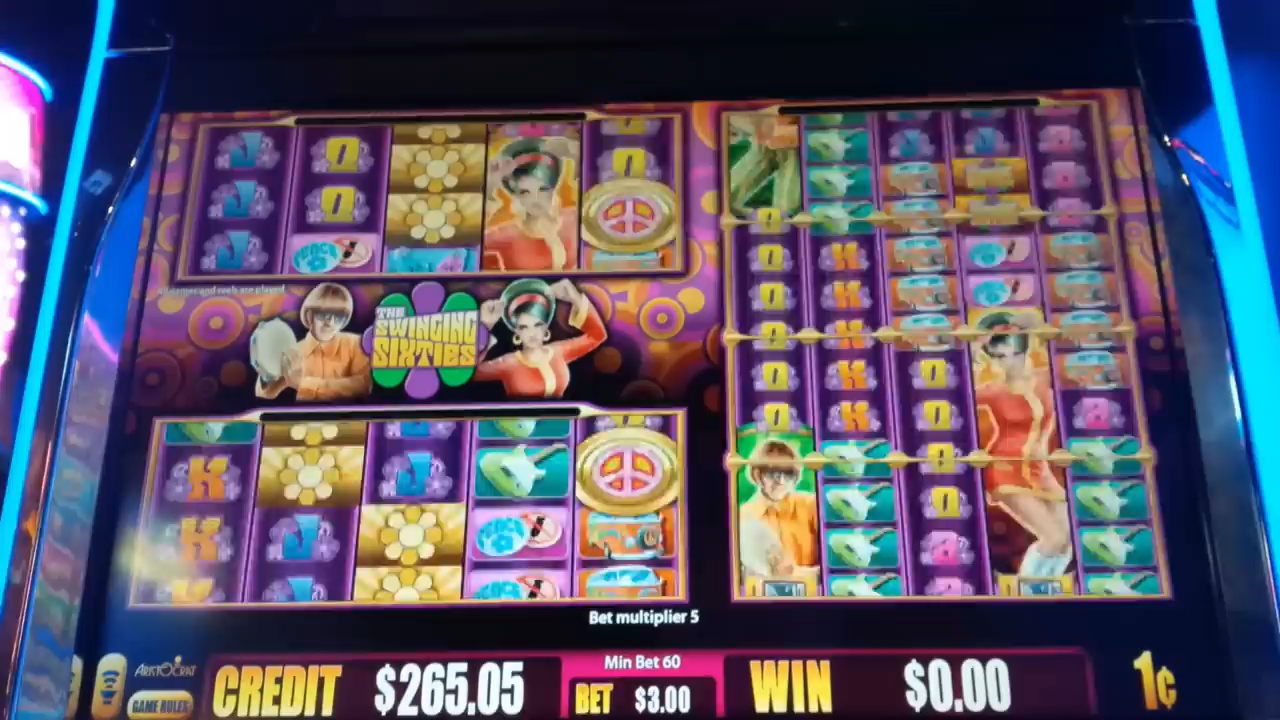 All games and reels are played
THE
SWINGING
SIXTIES
Bet multiplier 5
ARISTOCRAT
GAME RULES
CREDIT $265.05
Min Bet 60
BET $3.00
WIN $0.00
1¢